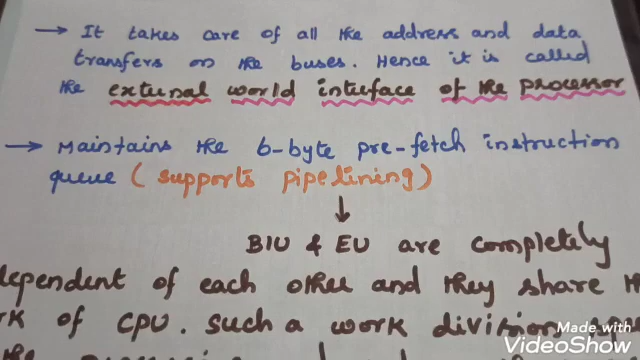 → It takes care of all the address and data
transfers on the buses. Hence it is called
the external world interface of the processor
→ Maintains the 6-byte pre-fetch instruction
queue (supports pipelining)
↓
BIU & EU are completely
dependent of each other and they share
of CPU. Such a work division
Made with
VideoShow